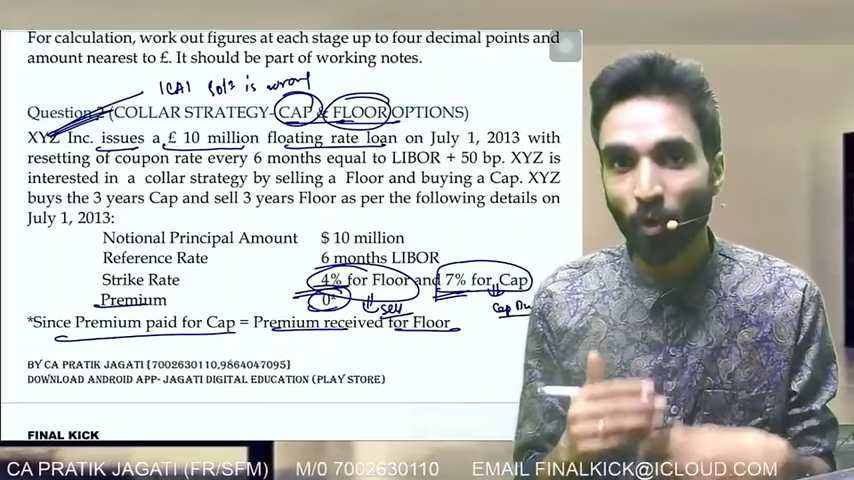 For calculation, work out figures at each stage up to four decimal points and
amount nearest to £. It should be part of working notes.
ICAI Solⁿ is wrong
Question 2 (COLLAR STRATEGY-CAP & FLOOR OPTIONS)
XYZ Inc. issues a £ 10 million floating rate loan on July 1, 2013 with
resetting of coupon rate every 6 months equal to LIBOR + 50 bp. XYZ is
interested in a collar strategy by selling a Floor and buying a Cap. XYZ
buys the 3 years Cap and sell 3 years Floor as per the following details on
July 1, 2013:
Notional Principal Amount $ 10 million
Reference Rate 6 months LIBOR
Strike Rate 4% for Floor and 7% for Cap
Premium 0*
sell
Cap
*Since Premium paid for Cap = Premium received for Floor
BY CA PRATIK JAGATI {7002630110,9864047095}
DOWNLOAD ANDROID APP- JAGATI DIGITAL EDUCATION (PLAY STORE)
FINAL KICK
CA PRATIK JAGATI (FR/SFM) M/0 7002630110 EMAIL FINALKICK@ICLOUD.COM